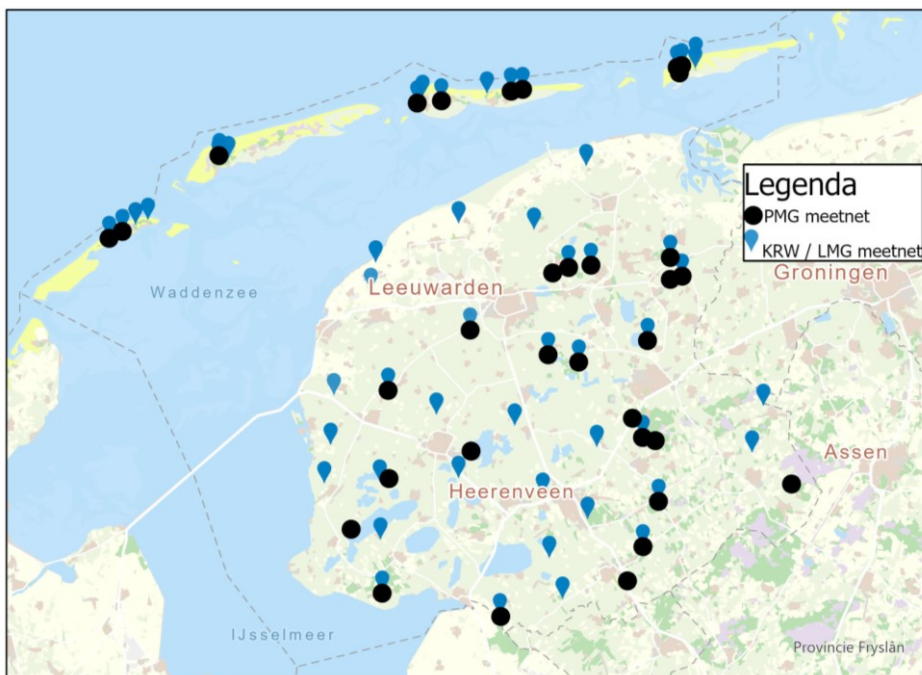 Legenda
PMG meetnet
KRW / LMG meetnet
Groningen
Waddenzee
Leeuwarden
Assen
Heerenveen
IJsselmeer
Provincie Fryslân